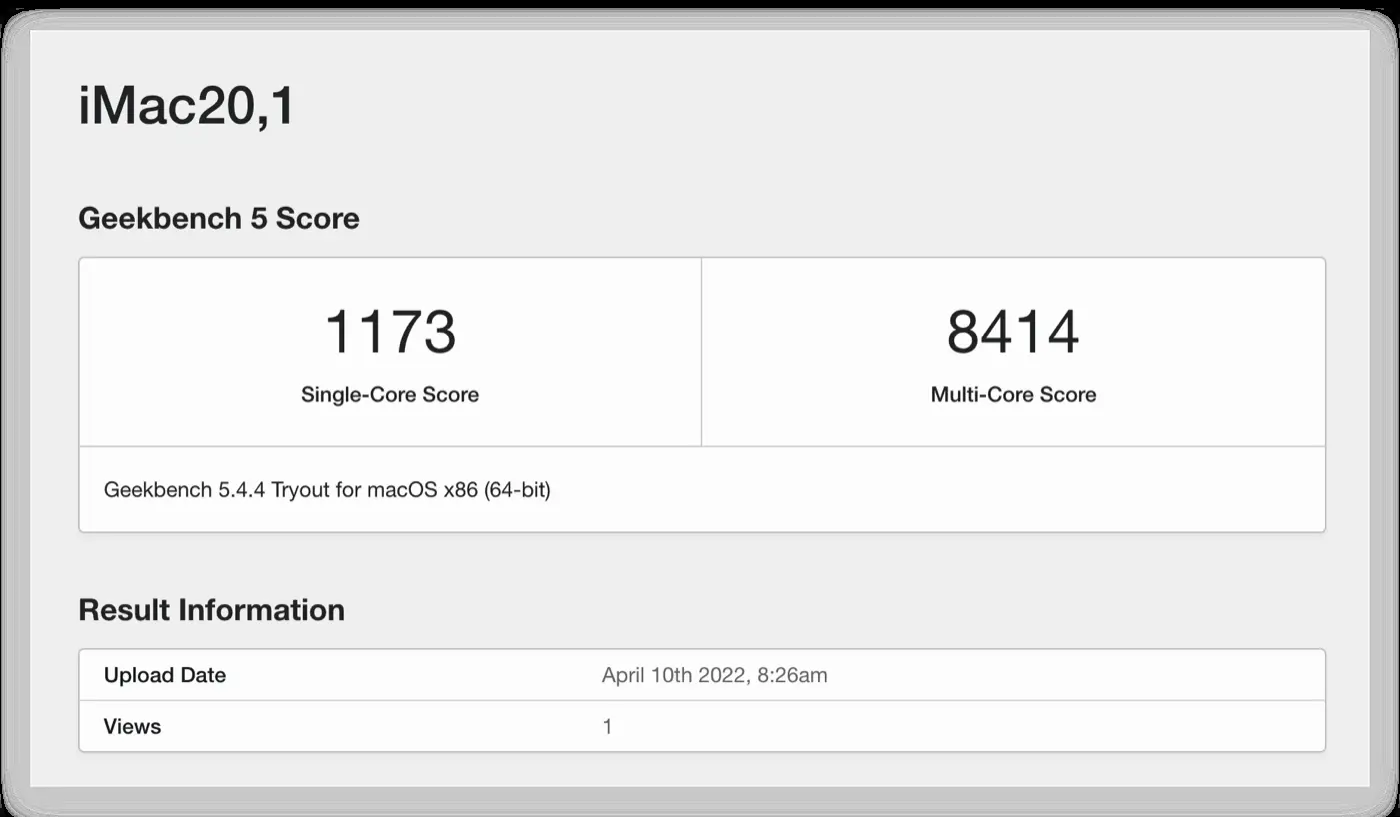 iMac20,1
Geekbench 5 Score
1173
Single-Core Score
8414
Multi-Core Score
Geekbench 5.4.4 Tryout for macOS x86 (64-bit)
Result Information
Upload Date April 10th 2022, 8:26am
Views 1